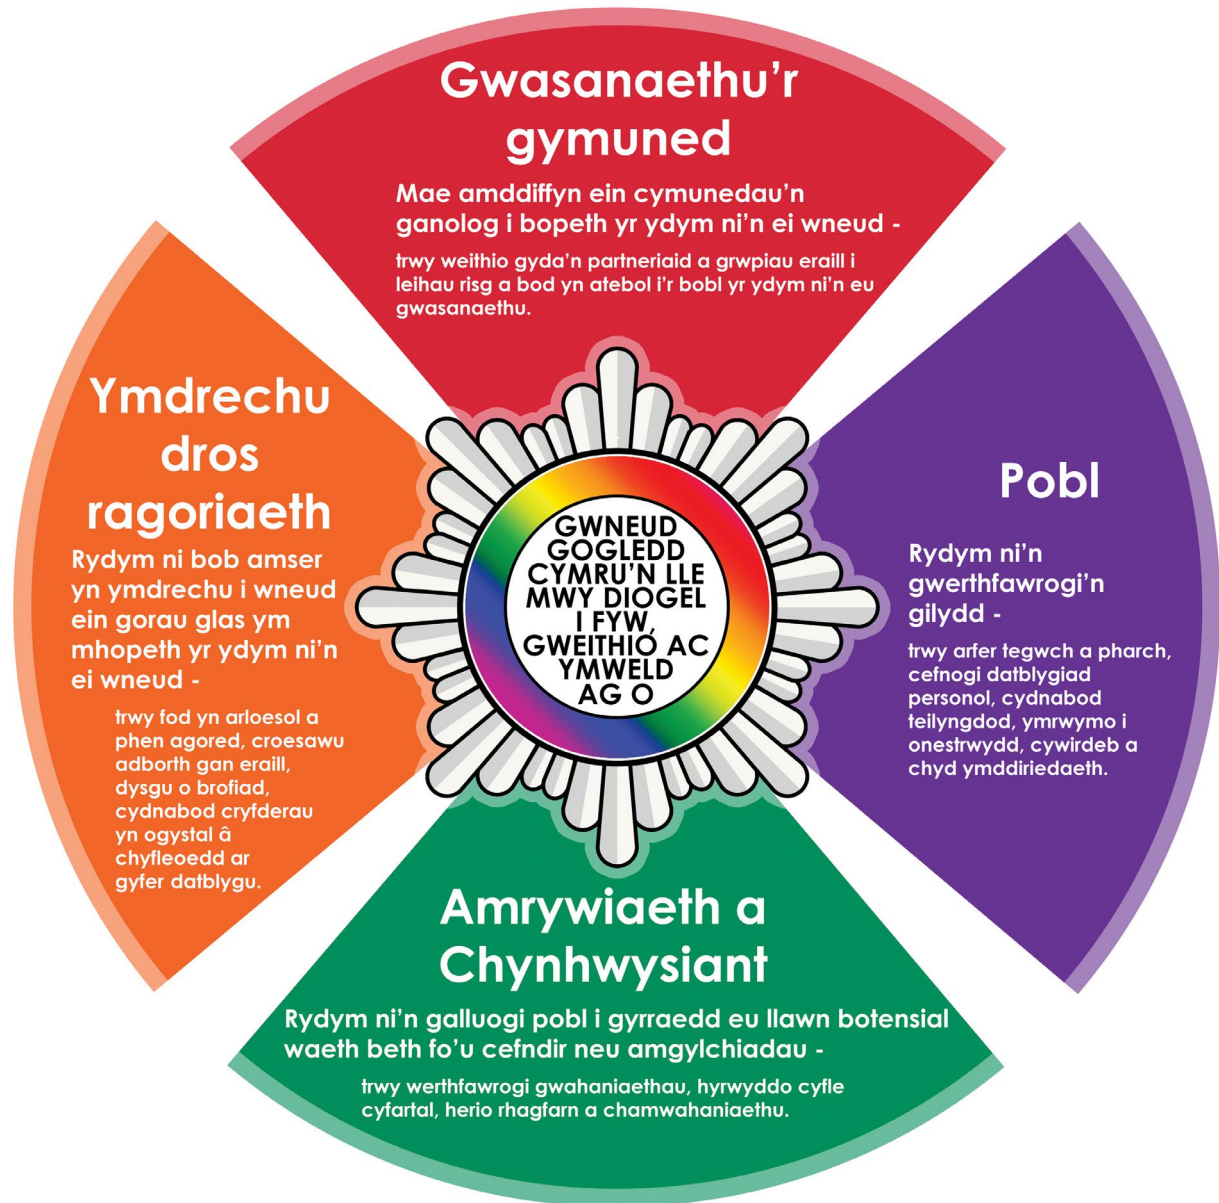 Gwasanaethu'r
gymuned
Mae amddiffyn ein cymunedau'n
ganolog i bopeth yr ydym ni'n ei wneud -
trwy weithio gyda'n partneriaid a grwpiau eraill i
leihau risg a bod yn atebol i'r bobl yr ydym ni'n eu
gwasanaethu.
Ymdrechu
dros
ragoriaeth
Rydym ni bob amser
yn ymdrechu i wneud
ein gorau glas ym
mhopeth yr ydym ni'n
ei wneud -
trwy fod yn arloesol a
phen agored, croesawu
adborth gan eraill,
dysgu o brofiad,
cydnabod cryfderau
yn ogystal â
chyfleoedd ar
gyfer datblygu.
GWNEUD
GOGLEDD
CYMRU'N LLE
MWY DIOGEL
I FYW,
GWEITHIO AC
YMWELD
AG O
Pobl
Rydym ni'n
gwerthfawrogi'n
gilydd -
trwy arfer tegwch a pharch,
cefnogi datblygiad
personol, cydnabod
teilyngdod, ymrwymo i
onestrwydd, cywirdeb a
chyd ymddiriedaeth.
Amrywiaeth a
Chynhwysiant
Rydym ni'n galluogi pobl i gyrraedd eu llawn botensial
waeth beth fo'u cefndir neu amgylchiadau -
trwy werthfawrogi gwahaniaethau, hyrwyddo cyfle
cyfartal, herio rhagfarn a chamwahaniaethu.